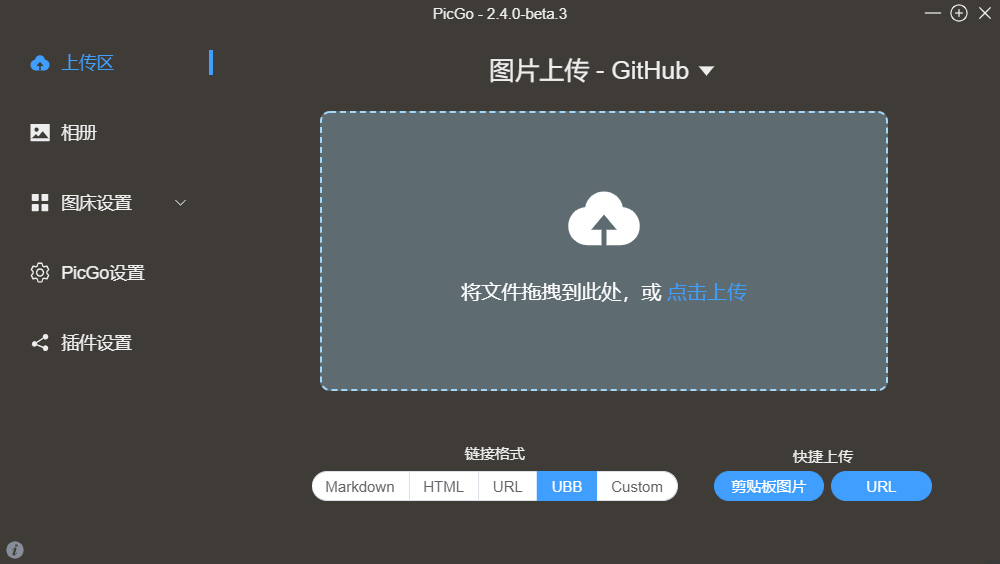 PicGo - 2.4.0-beta.3
上传区
相册
图床设置
PicGo设置
插件设置
图片上传 - GitHub
将文件拖拽到此处，或 点击上传
链接格式
Markdown HTML URL UBB Custom
快捷上传
剪贴板图片 URL
i